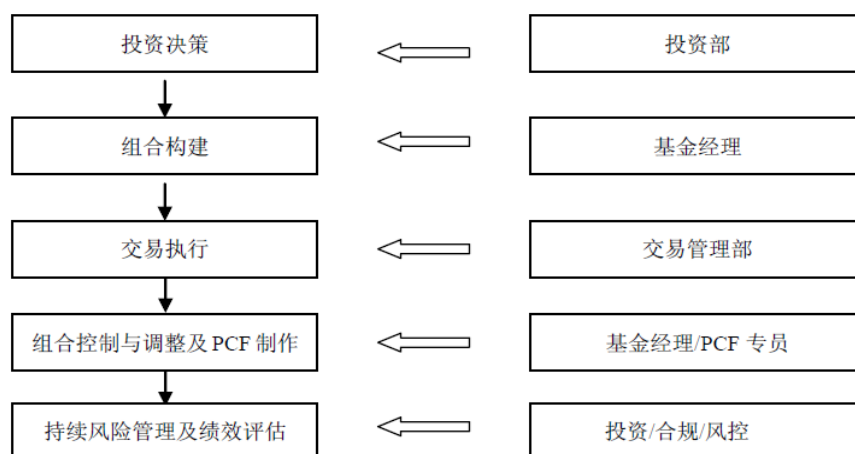 投资决策
投资部
组合构建
基金经理
交易执行
交易管理部
组合控制与调整及 PCF 制作
基金经理/PCF 专员
持续风险管理及绩效评估
投资/合规/风控